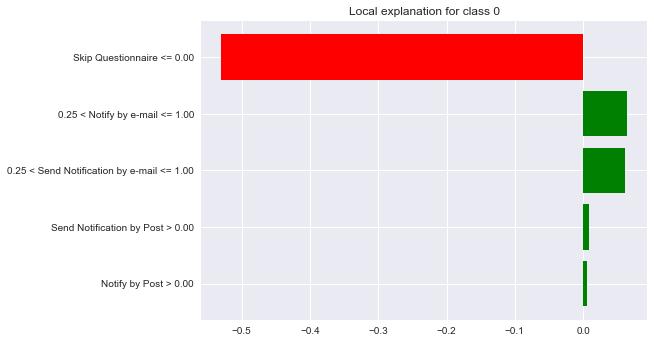 Local explanation for class 0
Skip Questionnaire <= 0.00
0.25 < Notify by e-mail <= 1.00
0.25 < Send Notification by e-mail <= 1.00
Send Notification by Post > 0.00
Notify by Post > 0.00
−0.5 −0.4 −0.3 −0.2 −0.1 0.0